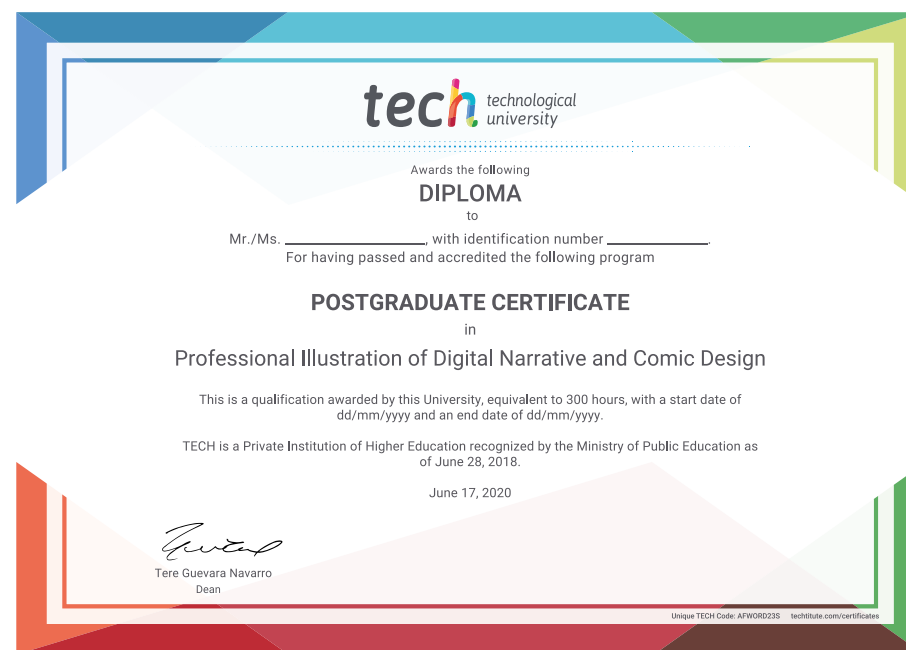 tech technological
university
Awards the following
DIPLOMA
to
Mr./Ms. ____________, with identification number _________.
For having passed and accredited the following program
POSTGRADUATE CERTIFICATE
in
Professional Illustration of Digital Narrative and Comic Design
This is a qualification awarded by this University, equivalent to 300 hours, with a start date of
dd/mm/yyyy and an end date of dd/mm/yyyy.
TECH is a Private Institution of Higher Education recognized by the Ministry of Public Education as
of June 28, 2018.
June 17, 2020
Tere Guevara Navarro
Dean
Unique TECH Code: AFWORD23S techtitute.com/certificates